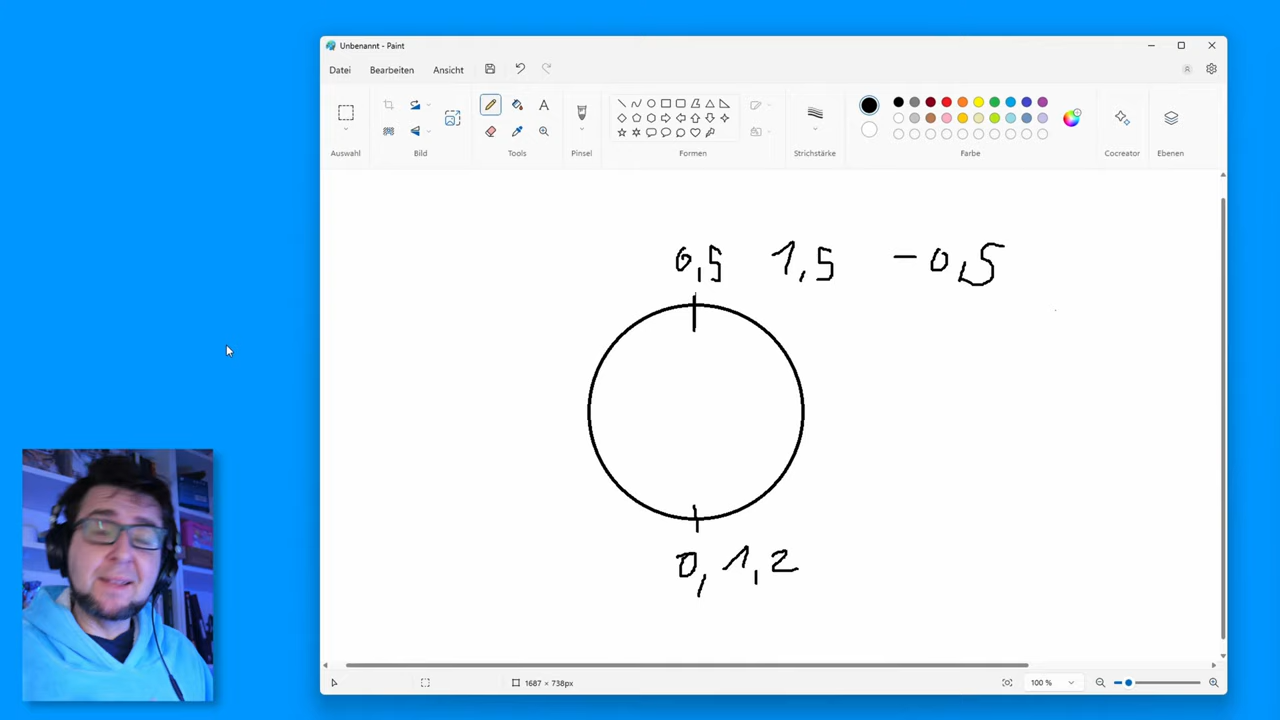 Unbenannt - Paint
Datei Bearbeiten Ansicht
Auswahl Bild Tools Pinsel Formen Strichstärke Farbe Cocreator Ebenen
0,5 1,5 -0,5
0, 1, 2
1687 × 738px 100 %